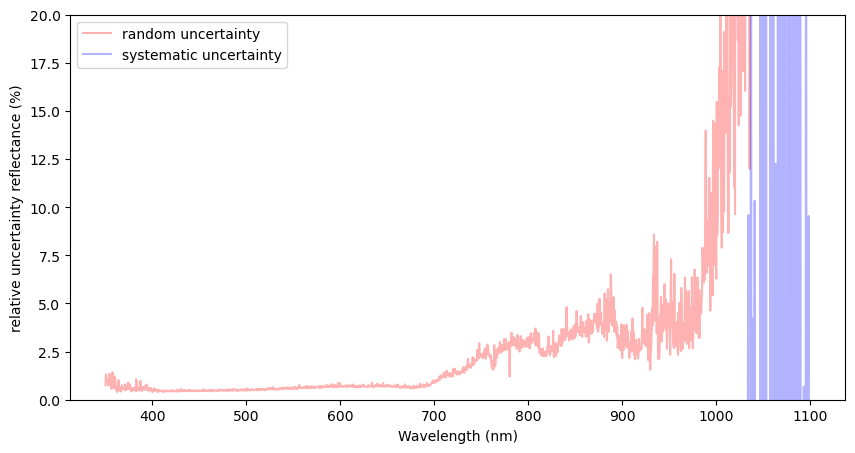 20.0
17.5
15.0
12.5
10.0
7.5
5.0
2.5
0.0
relative uncertainty reflectance (%)
random uncertainty
systematic uncertainty
400 500 600 700 800 900 1000 1100
Wavelength (nm)